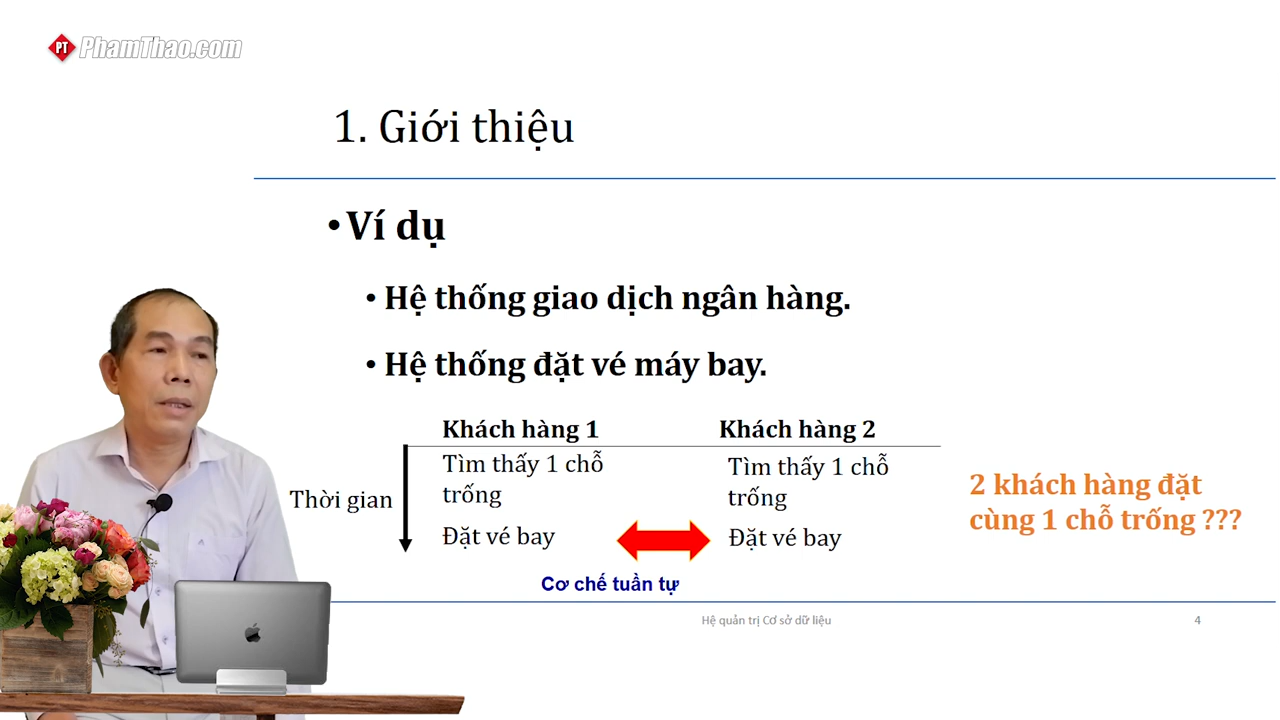 PT PhamThao.com
1. Giới thiệu
•Ví dụ
• Hệ thống giao dịch ngân hàng.
• Hệ thống đặt vé máy bay.
Khách hàng 1
Khách hàng 2
Thời gian
Tìm thấy 1 chỗ
trống
Đặt vé bay
Tìm thấy 1 chỗ
trống
Đặt vé bay
2 khách hàng đặt
cùng 1 chỗ trống ???
Cơ chế tuần tự
Hệ quản trị Cơ sở dữ liệu
4